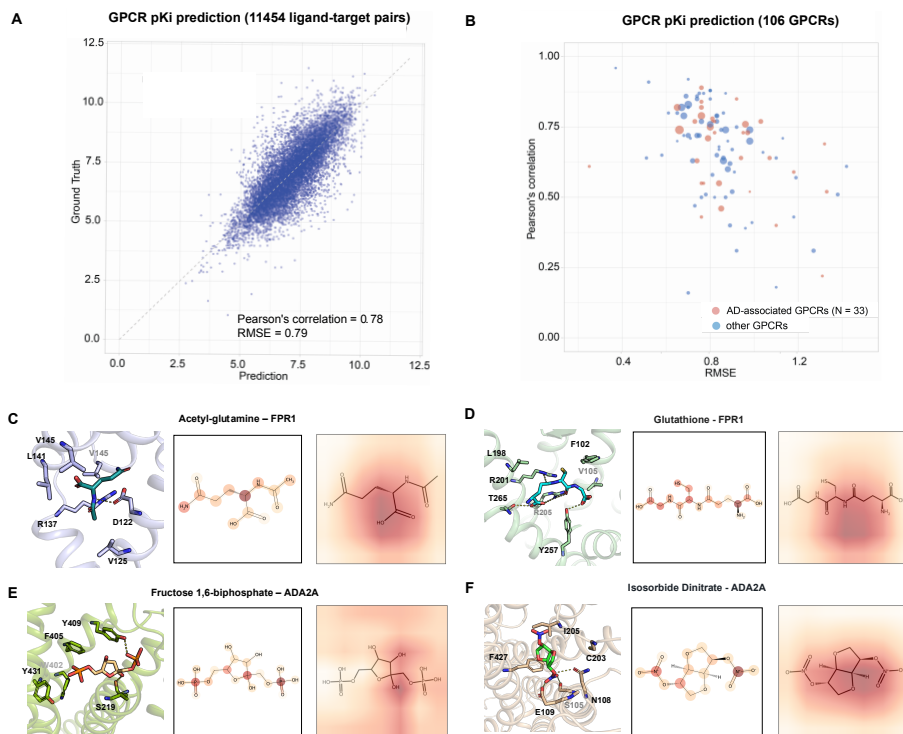 A
GPCR pKi prediction (11454 ligand-target pairs)
12.5
10.0
7.5
5.0
2.5
0.0
Ground Truth
Pearson's correlation = 0.78
RMSE = 0.79
0.0
2.5
5.0
7.5
10.0
12.5
Prediction
B
GPCR pKi prediction (106 GPCRs)
1.00
0.75
0.50
0.25
0.00
Pearson's correlation
AD-associated GPCRs (N = 33)
other GPCRs
0.4
0.8
1.2
RMSE
C
Acetyl-glutamine – FPR1
V145
V145
L141
R137
D122
V125
D
Glutathione - FPR1
F102
L198
V105
R201
T265
R205
Y257
E
Fructose 1,6-biphosphate – ADA2A
Y409
F405
W402
Y431
S219
F
Isosorbide Dinitrate - ADA2A
I205
F427
C203
N108
S105
E109